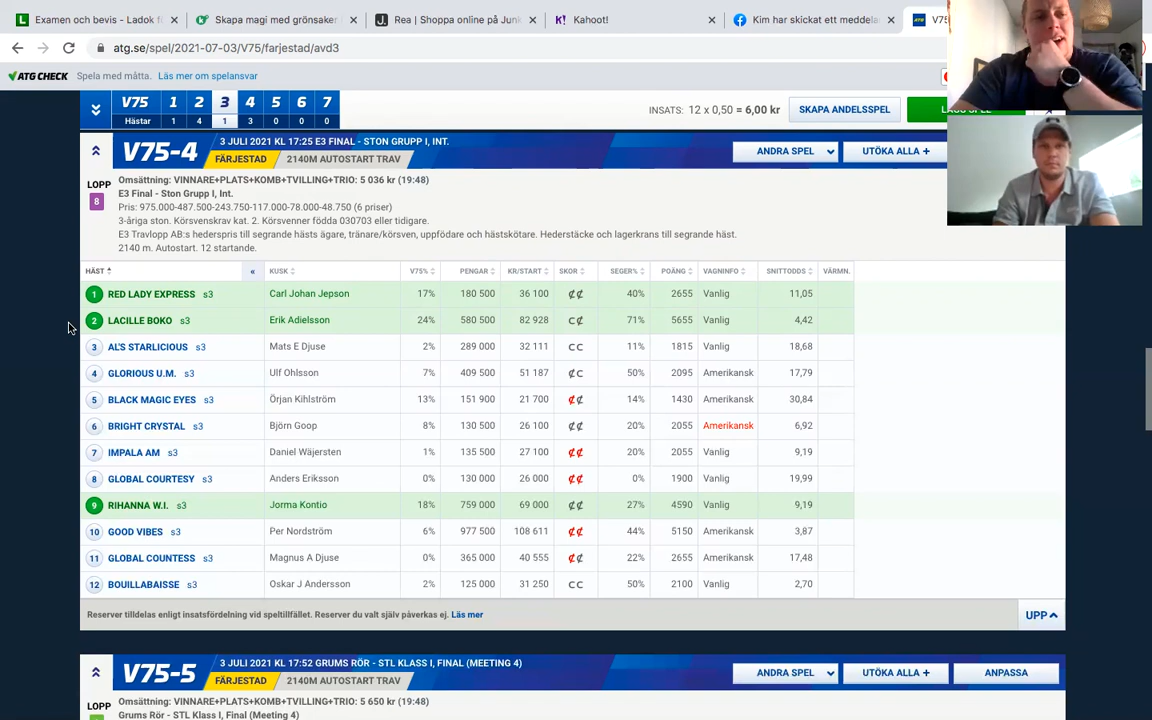 Examen och bevis - Ladok f
Skapa magi med grönsaker
Rea | Shoppa online på Junk
Kahoot!
Kim har skickat ett meddela
V75
atg.se/spel/2021-07-03/V75/farjestad/avd3
ATG CHECK Spela med måtta. Läs mer om spelansvar
V75 1 2 3 4 5 6 7
Hästar 1 4 1 3 0 0 0
INSATS: 12 x 0,50 = 6,00 kr SKAPA ANDELSSPEL
V75-4 3 JULI 2021 KL 17:25 E3 FINAL - STON GRUPP I, INT.
FÄRJESTAD 2140M AUTOSTART TRAV
ANDRA SPEL UTÖKA ALLA +
LOPP 8
Omsättning: VINNARE+PLATS+KOMB+TVILLING+TRIO: 5 036 kr (19:48)
E3 Final - Ston Grupp I, Int.
Pris: 975.000-487.500-243.750-117.000-78.000-48.750 (6 priser)
3-åriga ston. Körsvenskrav kat. 2. Körsvenner födda 030703 eller tidigare.
E3 Travlopp AB:s hederspris till segrande hästs ägare, tränare/körsven, uppfödare och hästskötare. Hederstäcke och lagerkrans till segrande häst.
2140 m. Autostart. 12 startande.
HÄST « KUSK V75% PENGAR KR/START SKOR SEGER% POÄNG VAGNINFO SNITTODDS VÄRMN.
1 RED LADY EXPRESS s3 Carl Johan Jepson 17% 180 500 36 100 ȼȼ 40% 2655 Vanlig 11,05
2 LACILLE BOKO s3 Erik Adielsson 24% 580 500 82 928 cȼ 71% 5655 Vanlig 4,42
3 AL'S STARLICIOUS s3 Mats E Djuse 2% 289 000 32 111 cc 11% 1815 Vanlig 18,68
4 GLORIOUS U.M. s3 Ulf Ohlsson 7% 409 500 51 187 ȼc 50% 2095 Amerikansk 17,79
5 BLACK MAGIC EYES s3 Örjan Kihlström 13% 151 900 21 700 ȼȼ 14% 1430 Amerikansk 30,84
6 BRIGHT CRYSTAL s3 Björn Goop 8% 130 500 26 100 ȼȼ 20% 2055 Amerikansk 6,92
7 IMPALA AM s3 Daniel Wäjersten 1% 135 500 27 100 ȼȼ 20% 2055 Vanlig 9,19
8 GLOBAL COURTESY s3 Anders Eriksson 0% 130 000 26 000 ȼȼ 0% 1900 Vanlig 19,99
9 RIHANNA W.I. s3 Jorma Kontio 18% 759 000 69 000 ȼȼ 27% 4590 Vanlig 9,19
10 GOOD VIBES s3 Per Nordström 6% 977 500 108 611 ȼȼ 44% 5150 Amerikansk 3,87
11 GLOBAL COUNTESS s3 Magnus A Djuse 0% 365 000 40 555 ȼȼ 22% 2655 Amerikansk 17,48
12 BOUILLABAISSE s3 Oskar J Andersson 2% 125 000 31 250 cc 50% 2100 Vanlig 2,70
Reserver tilldelas enligt insatsfördelning vid speltillfället. Reserver du valt själv påverkas ej. Läs mer
UPP
V75-5 3 JULI 2021 KL 17:52 GRUMS RÖR - STL KLASS I, FINAL (MEETING 4)
FÄRJESTAD 2140M AUTOSTART TRAV
ANDRA SPEL UTÖKA ALLA + ANPASSA
LOPP
Omsättning: VINNARE+PLATS+KOMB+TVILLING+TRIO: 5 650 kr (19:48)
Grums Rör - STL Klass I, Final (Meeting 4)